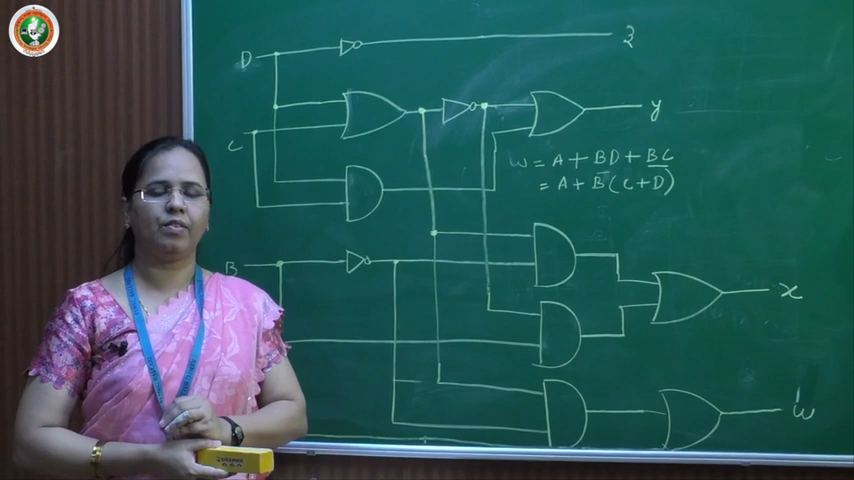 D
z
C
y
w = A + BD + BC
= A + B (C + D)
B
x
w